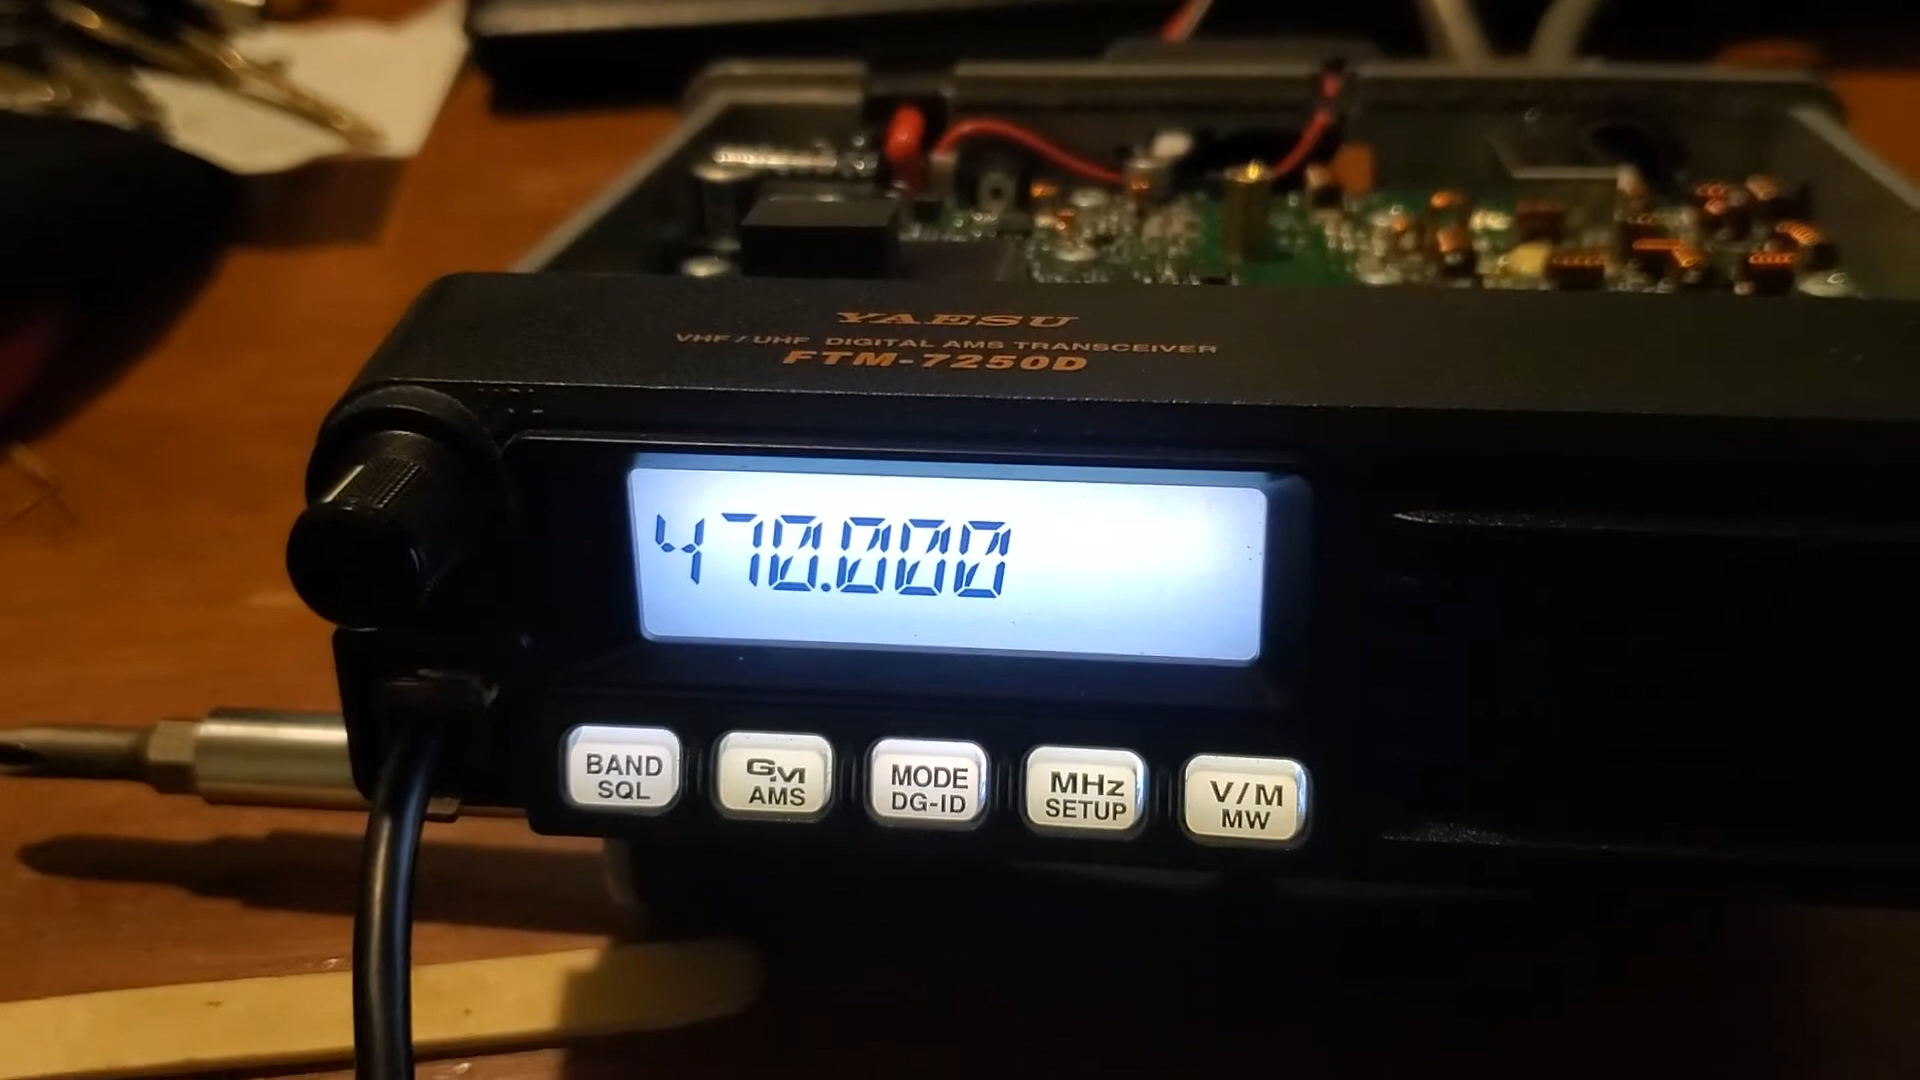 YAESU
VHF / UHF DIGITAL AMS TRANSCEIVER
FTM-7250D
470.000
BAND
SQL
GM
AMS
MODE
DG-ID
MHz
SETUP
V/M
MW